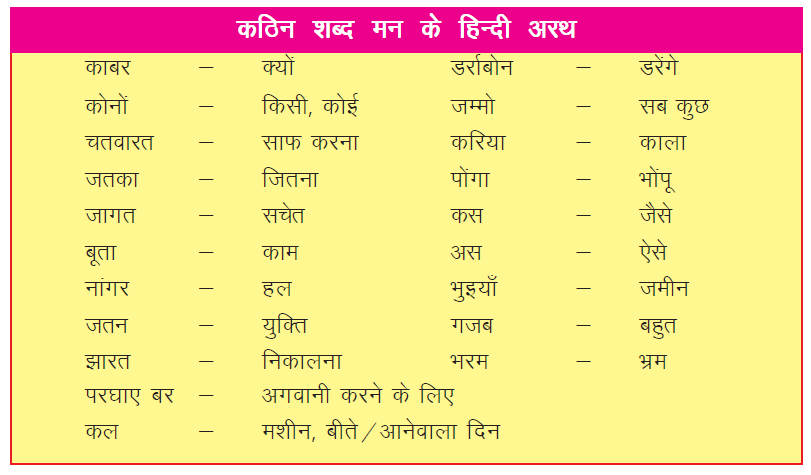 कठिन शब्द मन के हिन्दी अरथ
काबर – क्यों डर्राबोन – डरेंगे
कोनों – किसी, कोई जम्मो – सब कुछ
चतवारत – साफ करना करिया – काला
जतका – जितना पोंगा – भोंपू
जागत – सचेत कस – जैसे
बूता – काम अस – ऐसे
नांगर – हल भुइयाँ – जमीन
जतन – युक्ति गजब – बहुत
झारत – निकालना भरम – भ्रम
परघाए बर – अगवानी करने के लिए
कल – मशीन, बीते/आनेवाला दिन